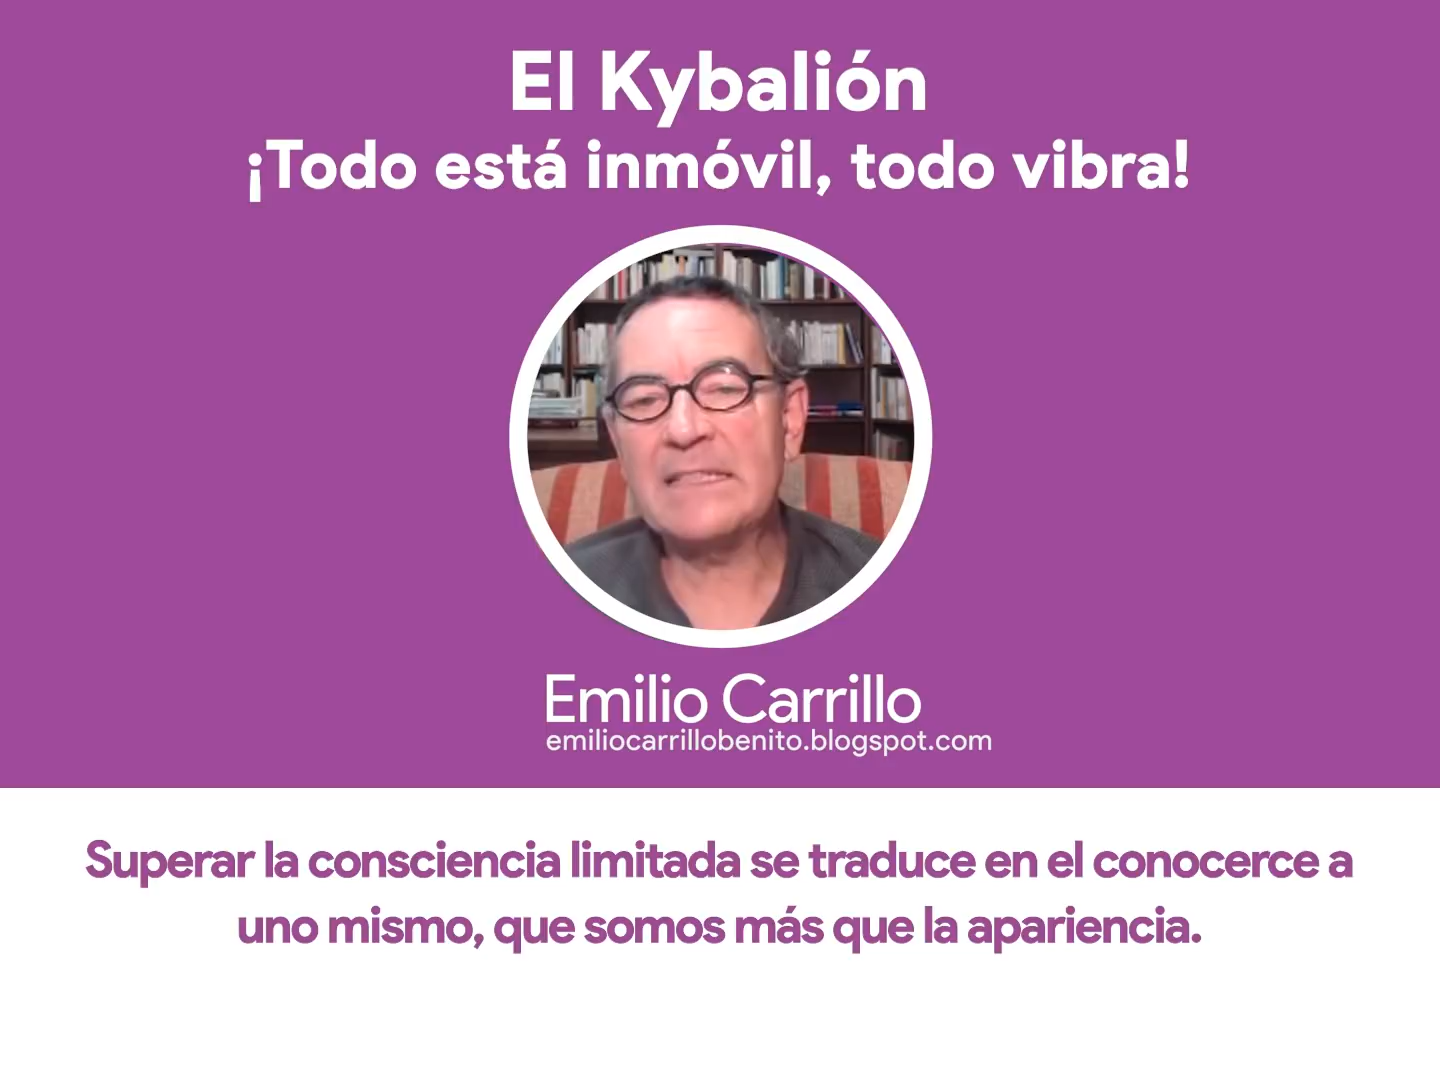 El Kybalión
¡Todo está inmóvil, todo vibra!
Emilio Carrillo
emiliocarrillobenito.blogspot.com
Superar la consciencia limitada se traduce en el conocerce a
uno mismo, que somos más que la apariencia.